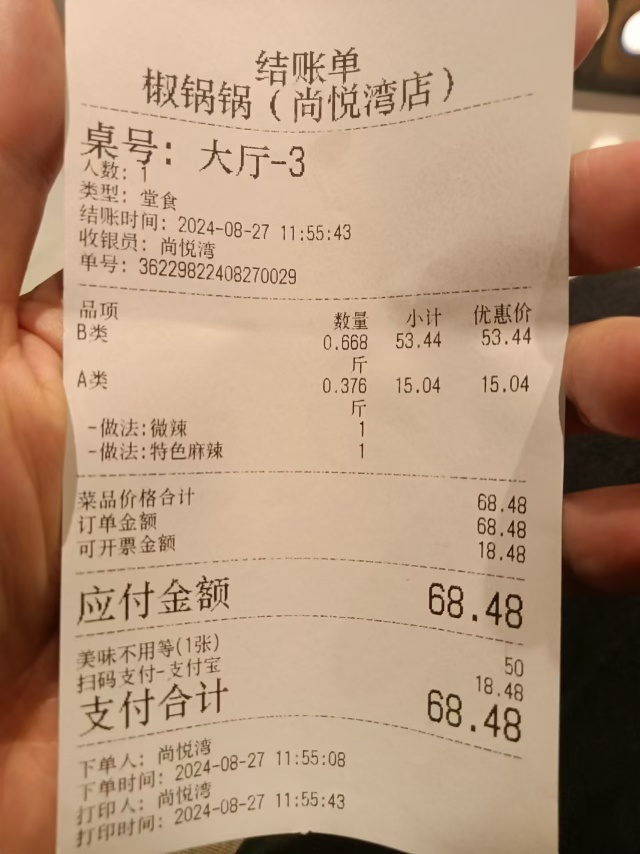 结账单
椒锅锅（尚悦湾店）
桌号: 大厅-3
人数: 1
类型: 堂食
结账时间: 2024-08-27 11:55:43
收银员: 尚悦湾
单号: 36229822408270029
品项 数量 小计 优惠价
B类 0.668 53.44 53.44
斤
A类 0.376 15.04 15.04
斤
-做法:微辣 1
-做法:特色麻辣 1
菜品价格合计 68.48
订单金额 68.48
可开票金额 18.48
应付金额 68.48
美味不用等(1张) 50
扫码支付-支付宝 18.48
支付合计 68.48
下单人: 尚悦湾
下单时间: 2024-08-27 11:55:08
打印人: 尚悦湾
打印时间: 2024-08-27 11:55:43